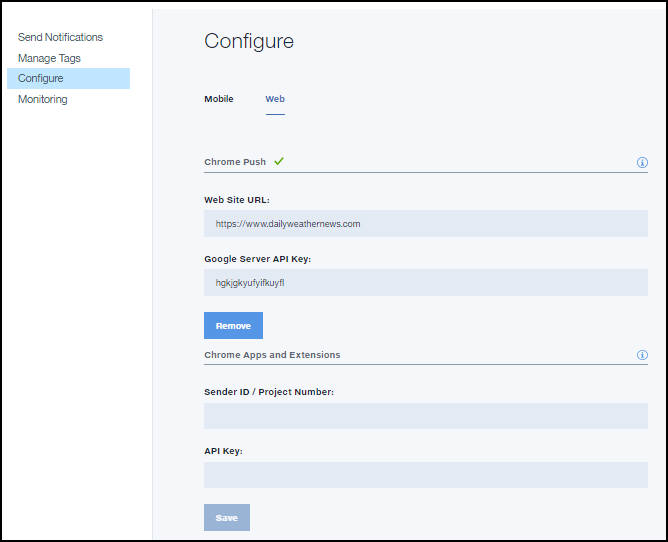 Send Notifications
Manage Tags
Configure
Monitoring
Configure
Mobile Web
Chrome Push
Web Site URL:
https://www.dailyweathernews.com
Google Server API Key:
hgkjgkyufyifkuyfl
Remove
Chrome Apps and Extensions
Sender ID / Project Number:
API Key:
Save